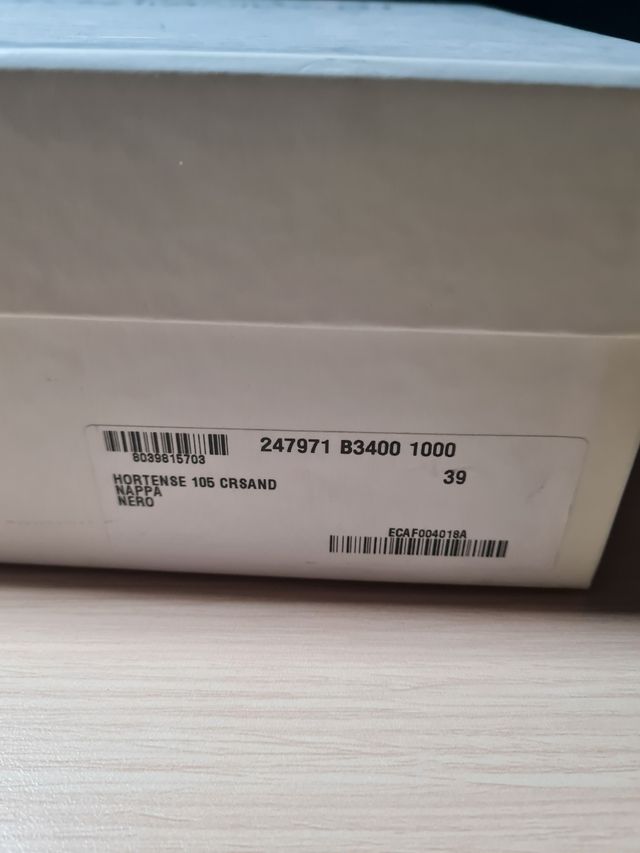 8039815703
247971 B3400 1000
39
HORTENSE 105 CRSAND
NAPPA
NERO
ECAF004018A